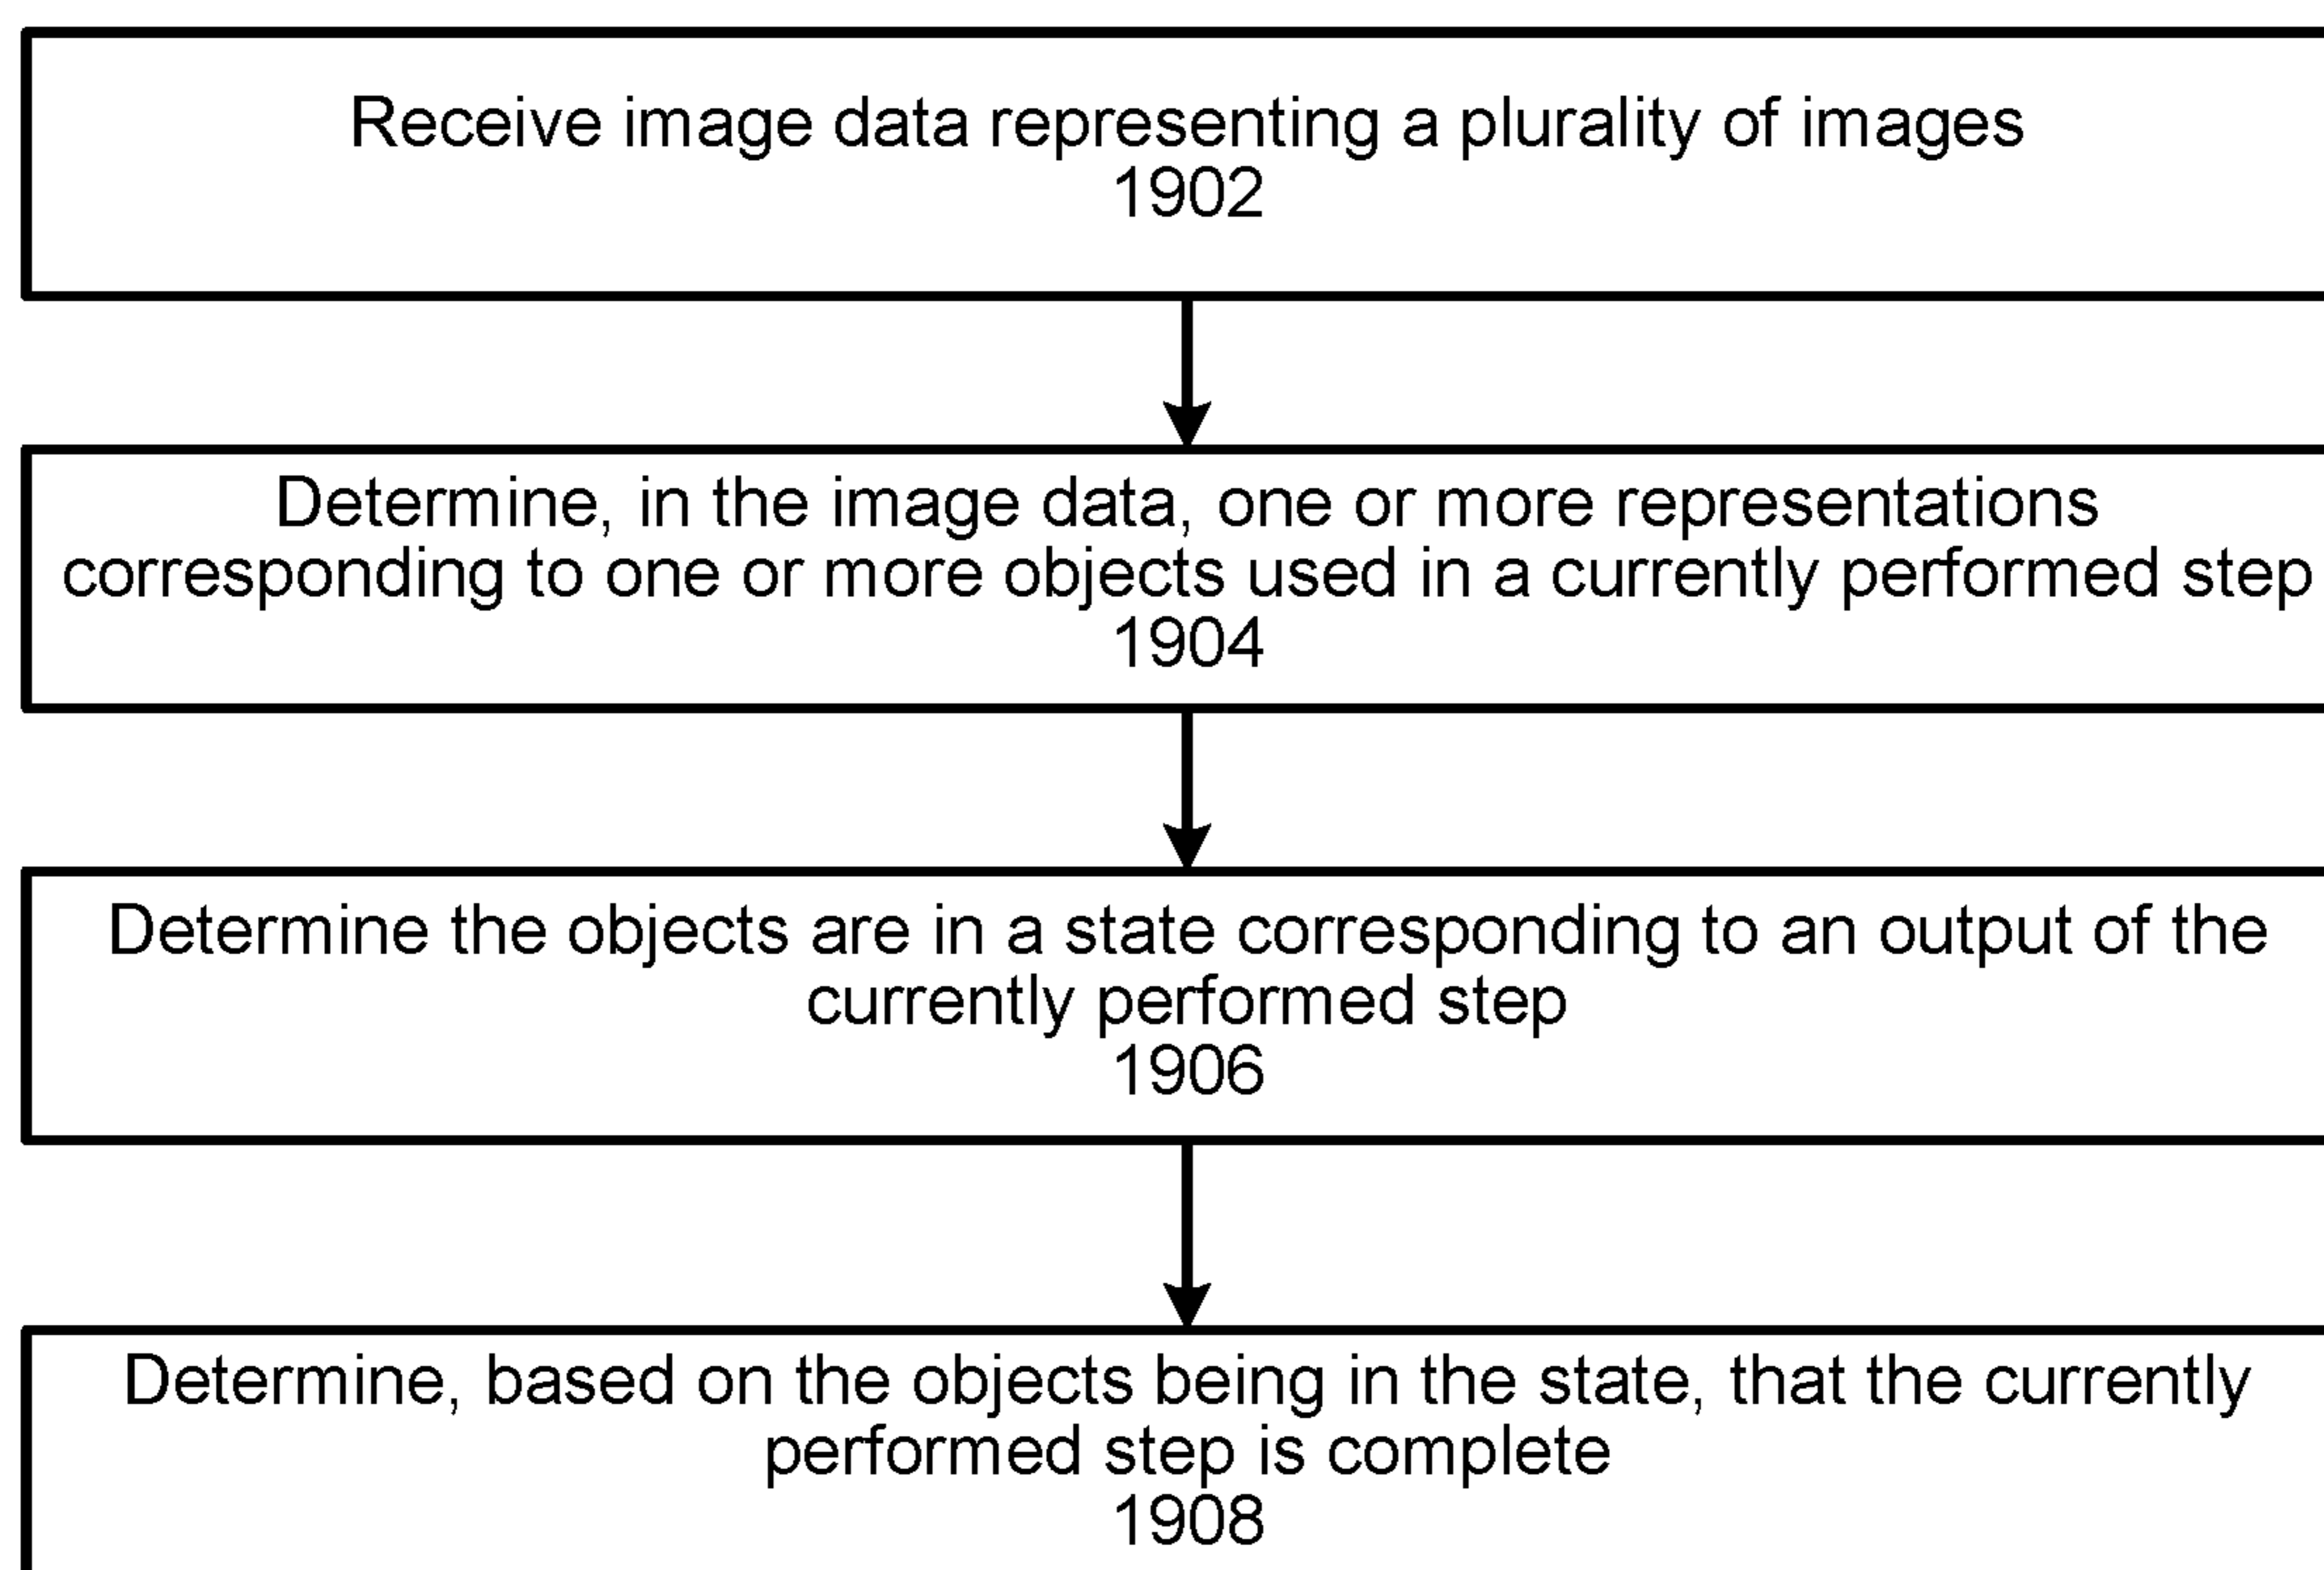 Receive image data representing a plurality of images
1902
Determine, in the image data, one or more representations
corresponding to one or more objects used in a currently performed step
1904
Determine the objects are in a state corresponding to an output of the
currently performed step
1906
Determine, based on the objects being in the state, that the currently
performed step is complete
1908